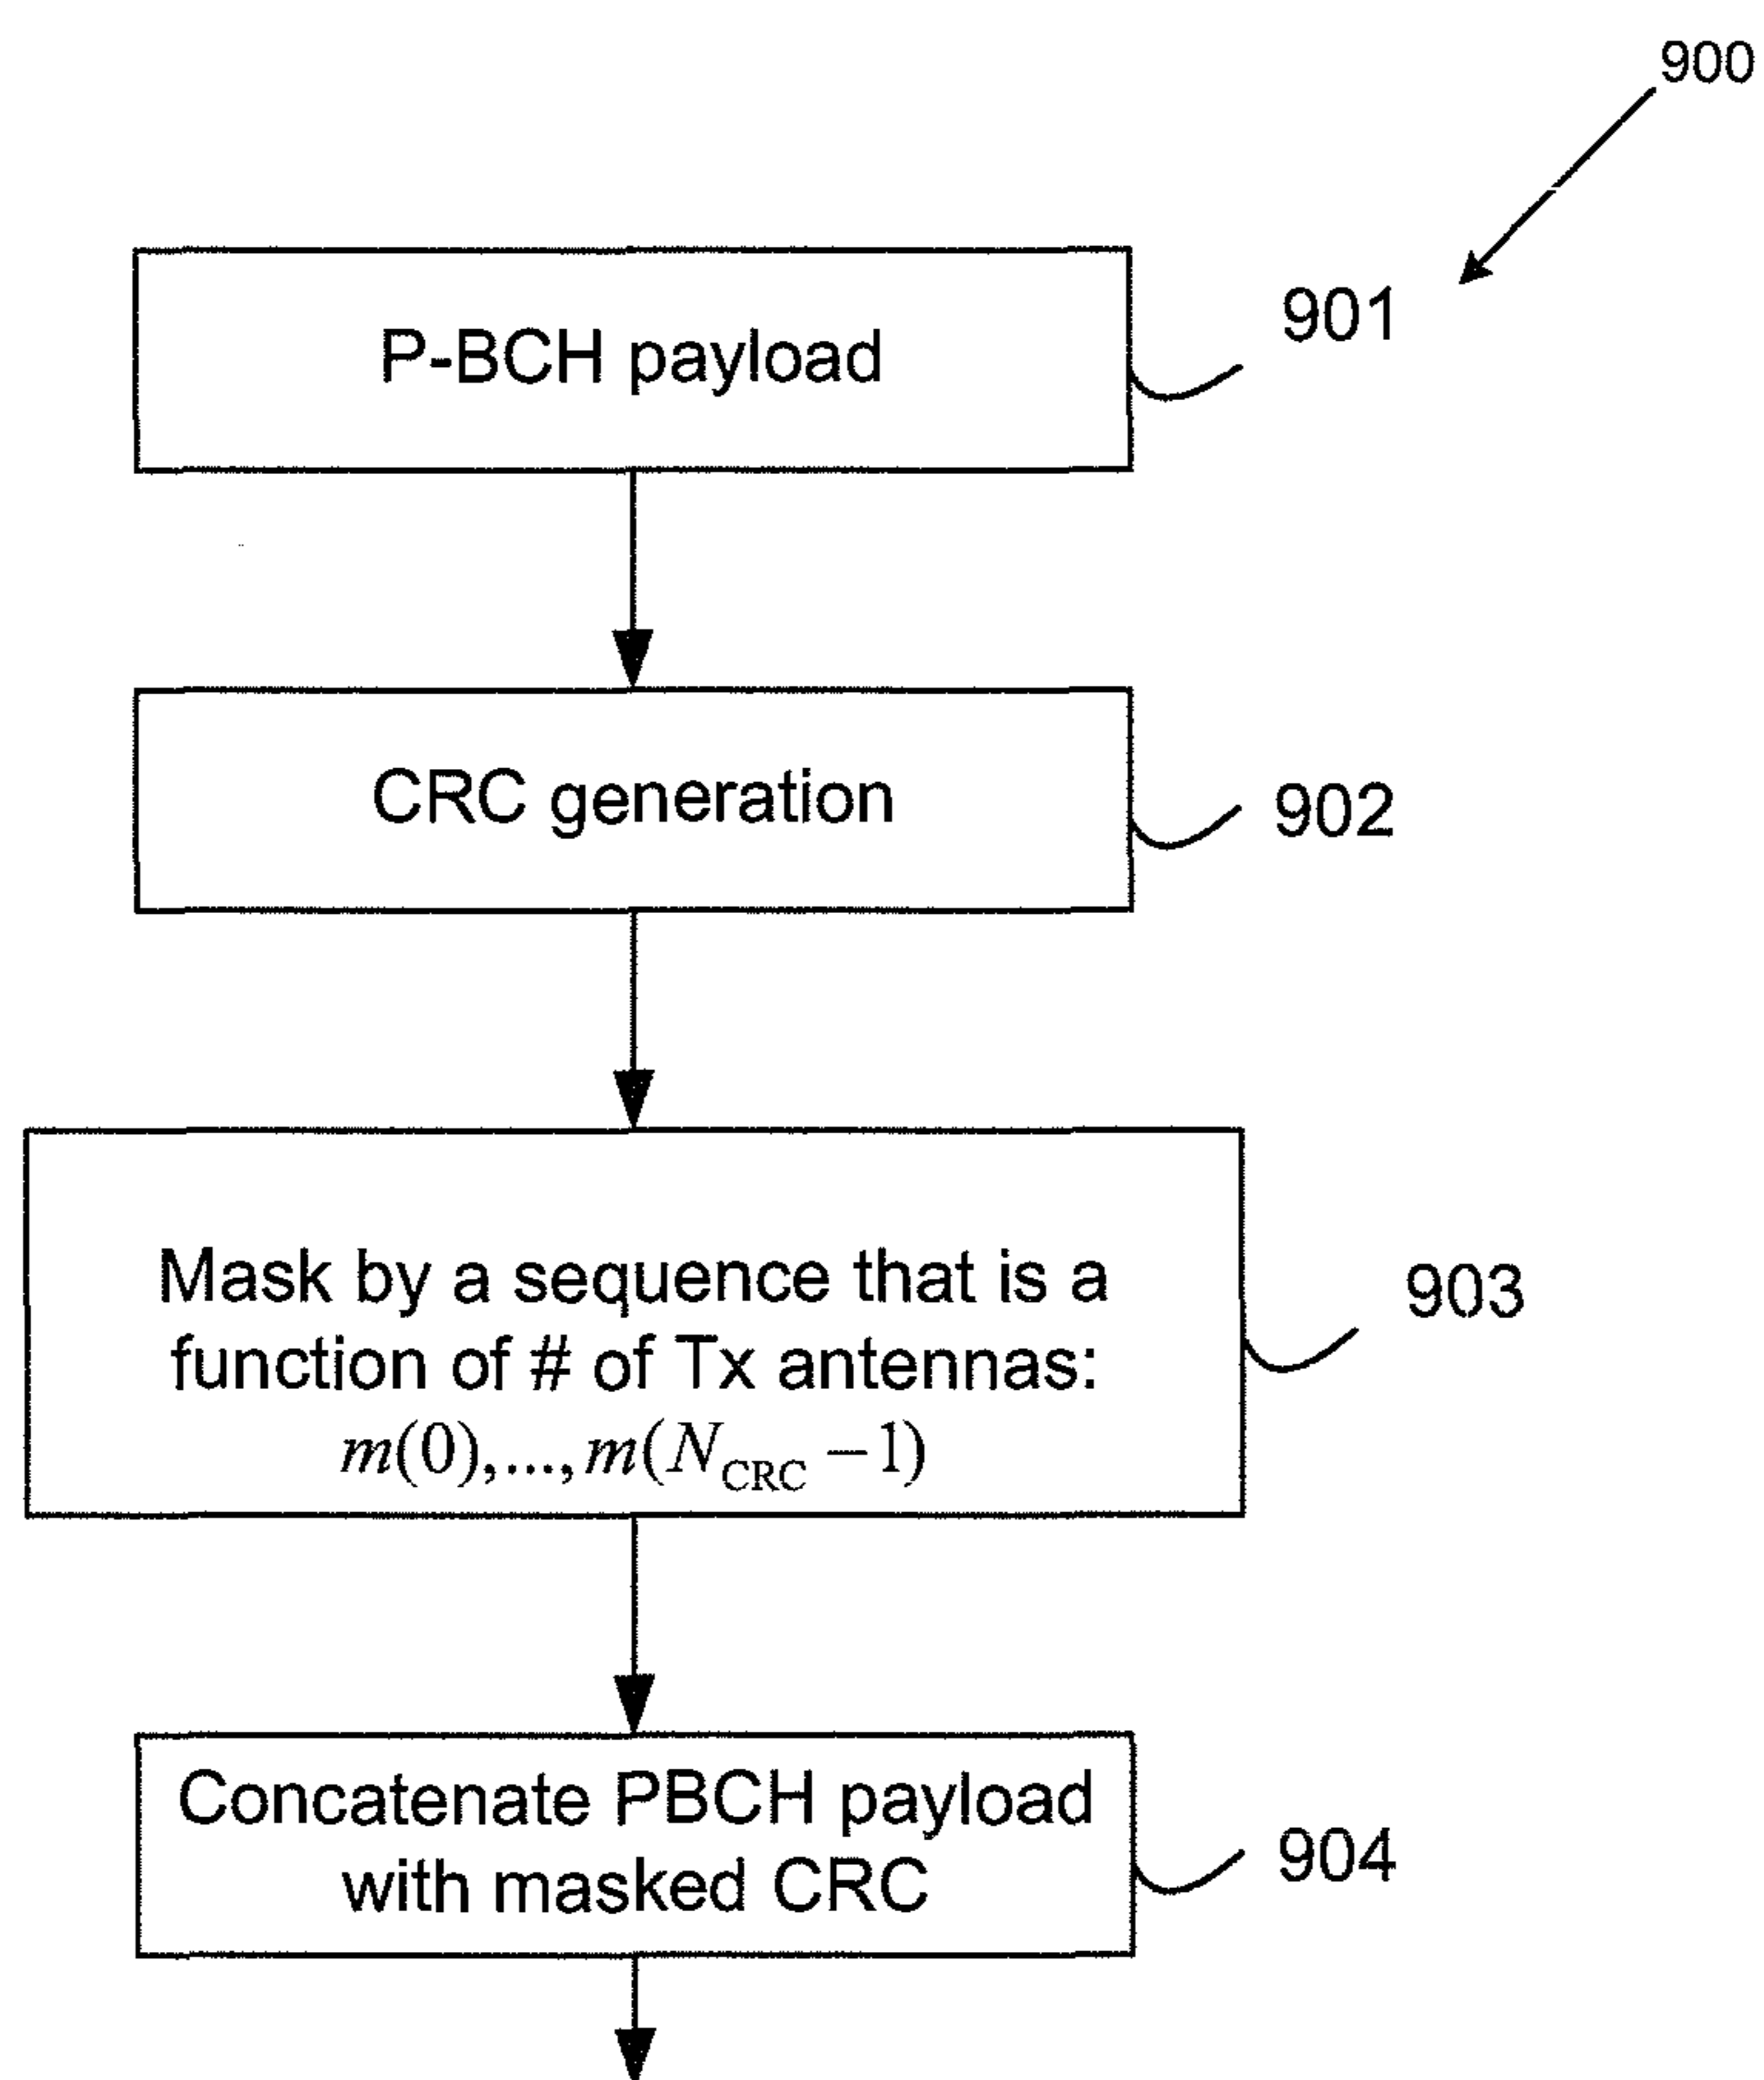 900
P-BCH payload
901
CRC generation
902
Mask by a sequence that is a
function of # of Tx antennas:
m(0),...,m(N_CRC −1)
903
Concatenate PBCH payload
with masked CRC
904